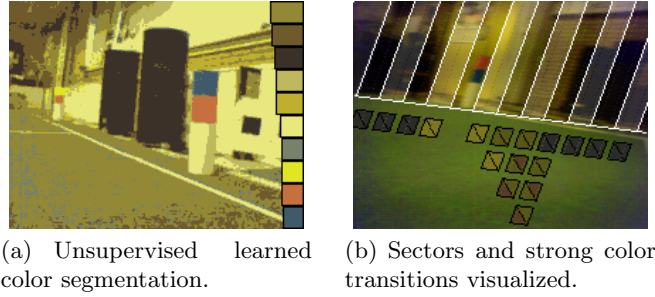 (a) Unsupervised learned
color segmentation.
(b) Sectors and strong color
transitions visualized.